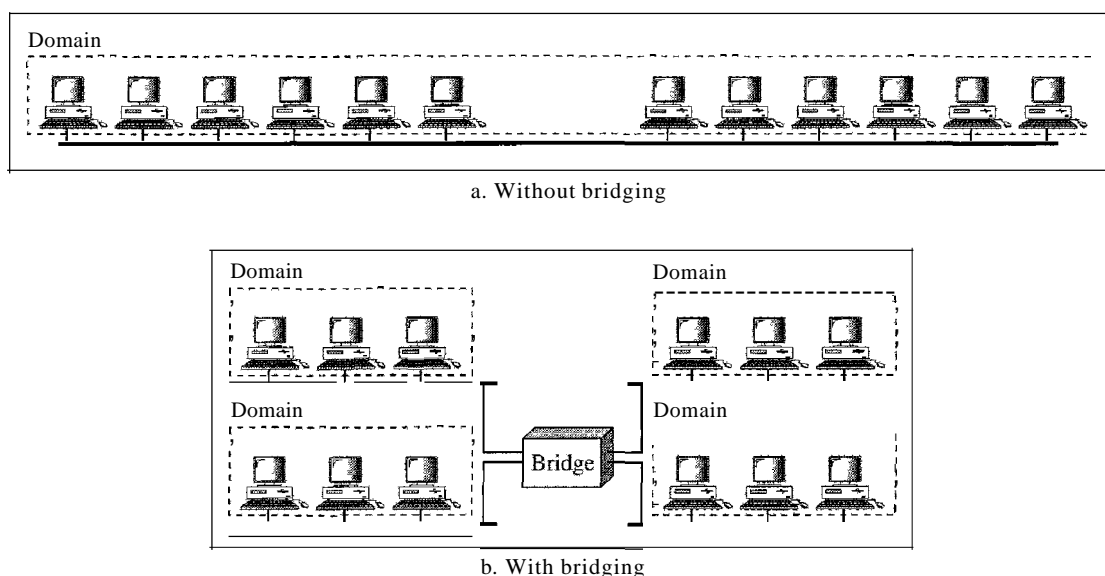 Domain
a. Without bridging
Domain
Domain
Domain
Domain
Bridge
b. With bridging